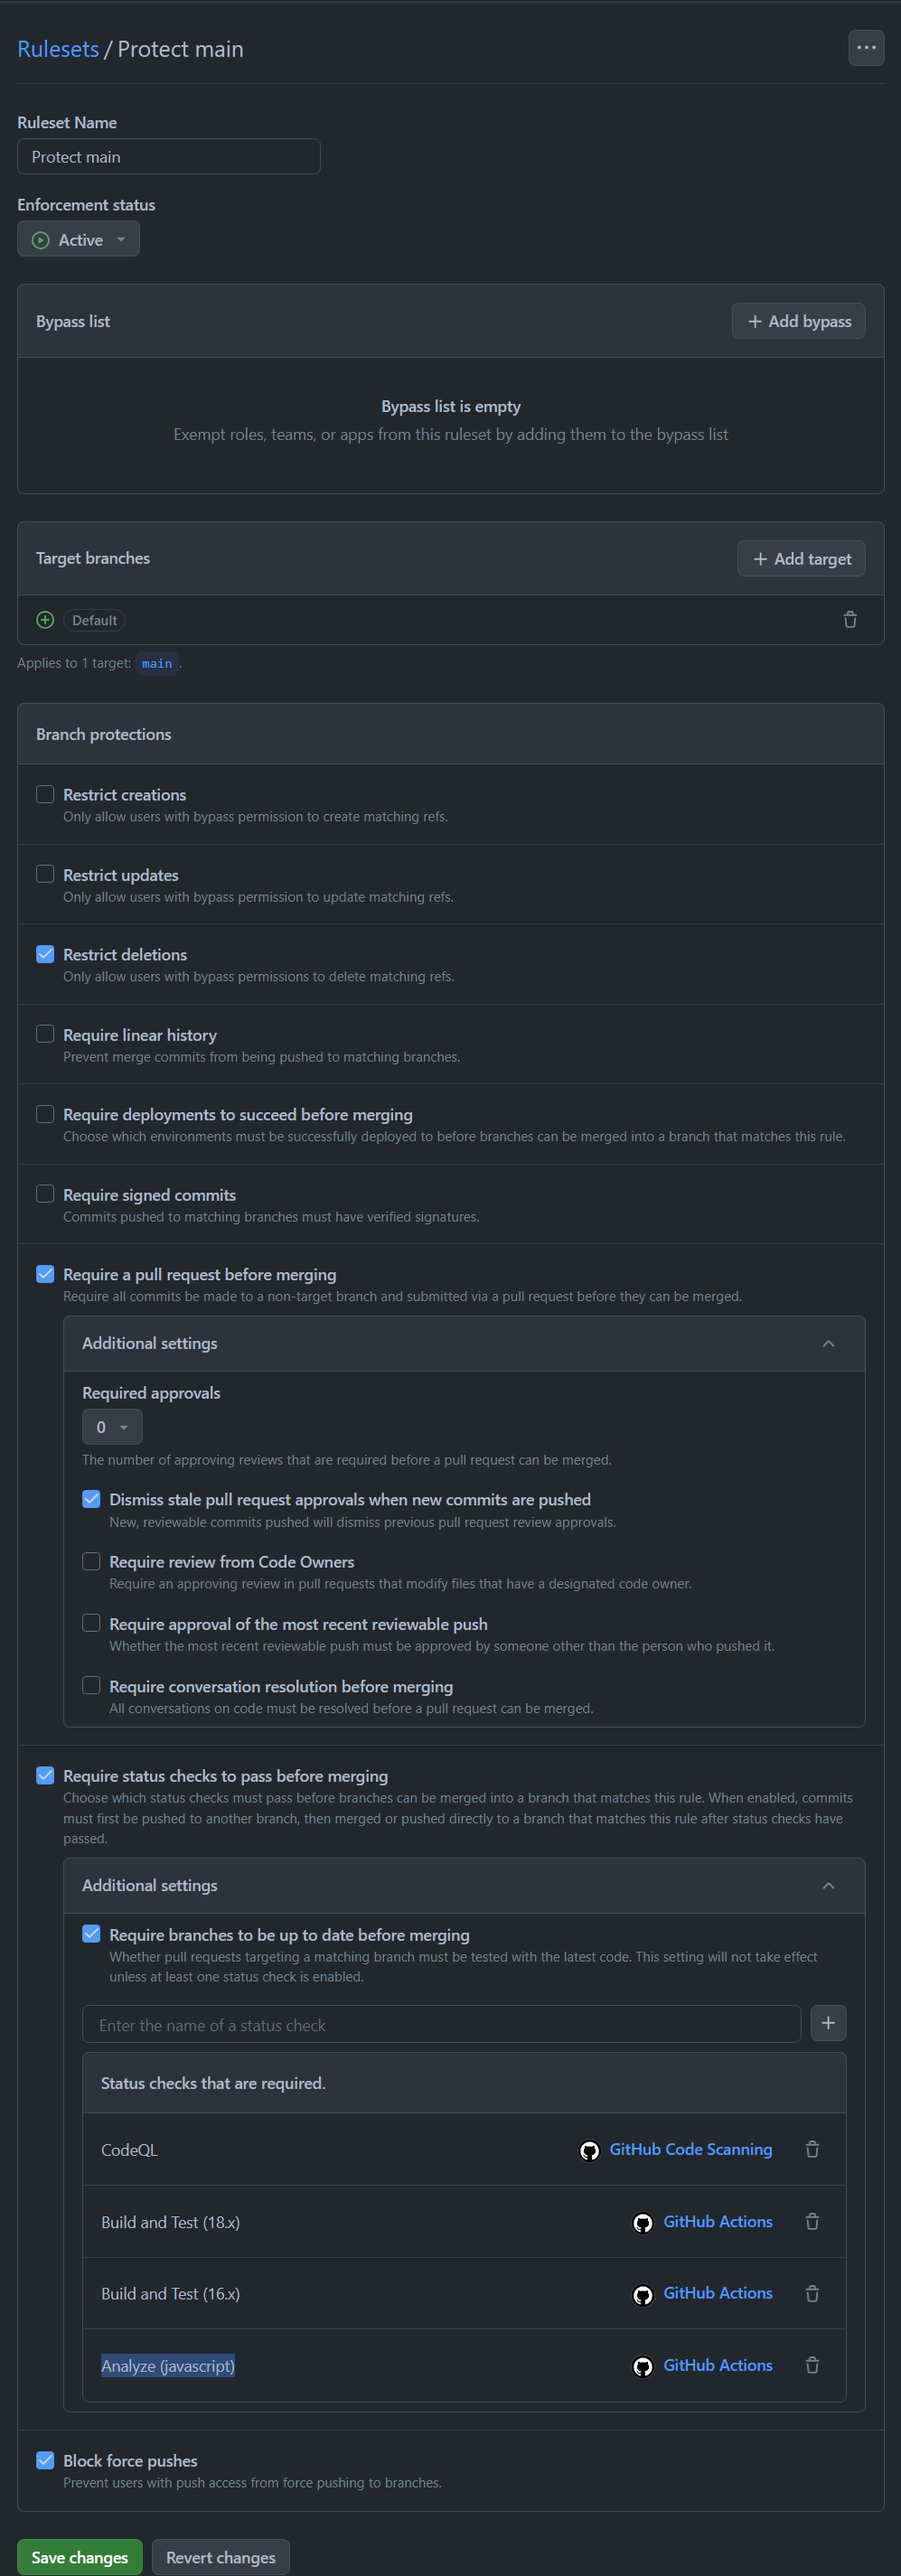 Rulesets / Protect main
Ruleset Name
Protect main
Enforcement status
Active
Bypass list
Add bypass
Bypass list is empty
Exempt roles, teams, or apps from this ruleset by adding them to the bypass list
Target branches
Add target
Default
Applies to 1 target: main.
Branch protections
Restrict creations
Only allow users with bypass permission to create matching refs.
Restrict updates
Only allow users with bypass permission to update matching refs.
Restrict deletions
Only allow users with bypass permissions to delete matching refs.
Require linear history
Prevent merge commits from being pushed to matching branches.
Require deployments to succeed before merging
Choose which environments must be successfully deployed to before branches can be merged into a branch that matches this rule.
Require signed commits
Commits pushed to matching branches must have verified signatures.
Require a pull request before merging
Require all commits be made to a non-target branch and submitted via a pull request before they can be merged.
Additional settings
Required approvals
0
The number of approving reviews that are required before a pull request can be merged.
Dismiss stale pull request approvals when new commits are pushed
New, reviewable commits pushed will dismiss previous pull request review approvals.
Require review from Code Owners
Require an approving review in pull requests that modify files that have a designated code owner.
Require approval of the most recent reviewable push
Whether the most recent reviewable push must be approved by someone other than the person who pushed it.
Require conversation resolution before merging
All conversations on code must be resolved before a pull request can be merged.
Require status checks to pass before merging
Choose which status checks must pass before branches can be merged into a branch that matches this rule. When enabled, commits
must first be pushed to another branch, then merged or pushed directly to a branch that matches this rule after status checks have
passed.
Additional settings
Require branches to be up to date before merging
Whether pull requests targeting a matching branch must be tested with the latest code. This setting will not take effect
unless at least one status check is enabled.
Enter the name of a status check
Status checks that are required.
CodeQL
GitHub Code Scanning
Build and Test (18.x)
GitHub Actions
Build and Test (16.x)
GitHub Actions
Analyze (javascript)
GitHub Actions
Block force pushes
Prevent users with push access from force pushing to branches.
Save changes
Revert changes